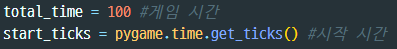 total_time = 100 #게임 시간
start_ticks = pygame.time.get_ticks() #시작 시간